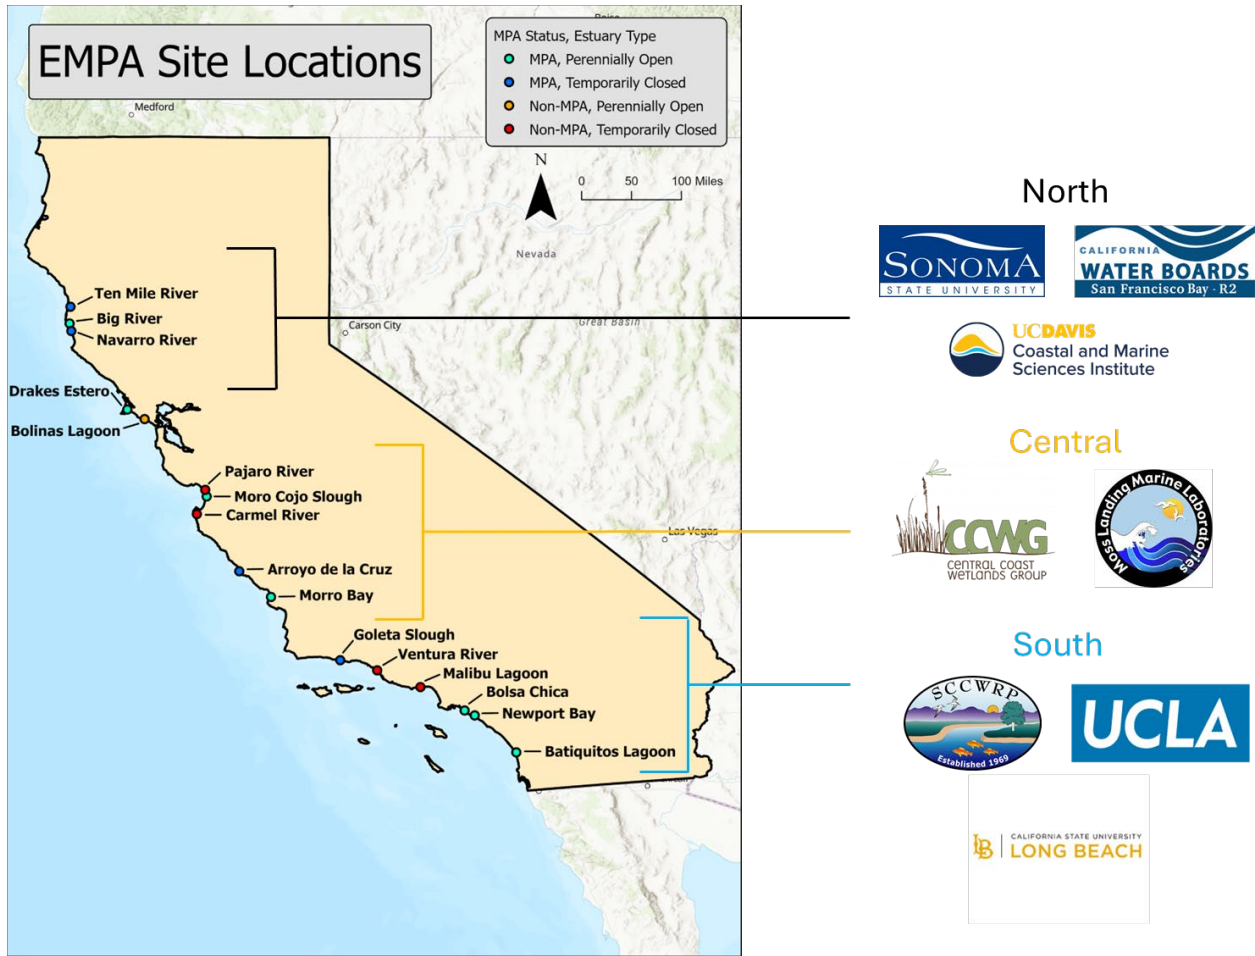 EMPA Site Locations
MPA Status, Estuary Type
MPA, Perennially Open
MPA, Temporarily Closed
Non-MPA, Perennially Open
Non-MPA, Temporarily Closed
Medford
N
0 50 100 Miles
Nevada
Great Basin
Carson City
Las Vegas
Ten Mile River
Big River
Navarro River
Drakes Estero
Bolinas Lagoon
Pajaro River
Moro Cojo Slough
Carmel River
Arroyo de la Cruz
Morro Bay
Goleta Slough
Ventura River
Malibu Lagoon
Bolsa Chica
Newport Bay
Batiquitos Lagoon
North
SONOMA
STATE UNIVERSITY
CALIFORNIA
WATER BOARDS
San Francisco Bay - R2
UCDAVIS
Coastal and Marine
Sciences Institute
Central
CCWG
CENTRAL COAST
WETLANDS GROUP
Moss Landing Marine Laboratories
South
SCCWRP
Established 1969
UCLA
LB
CALIFORNIA STATE UNIVERSITY
LONG BEACH